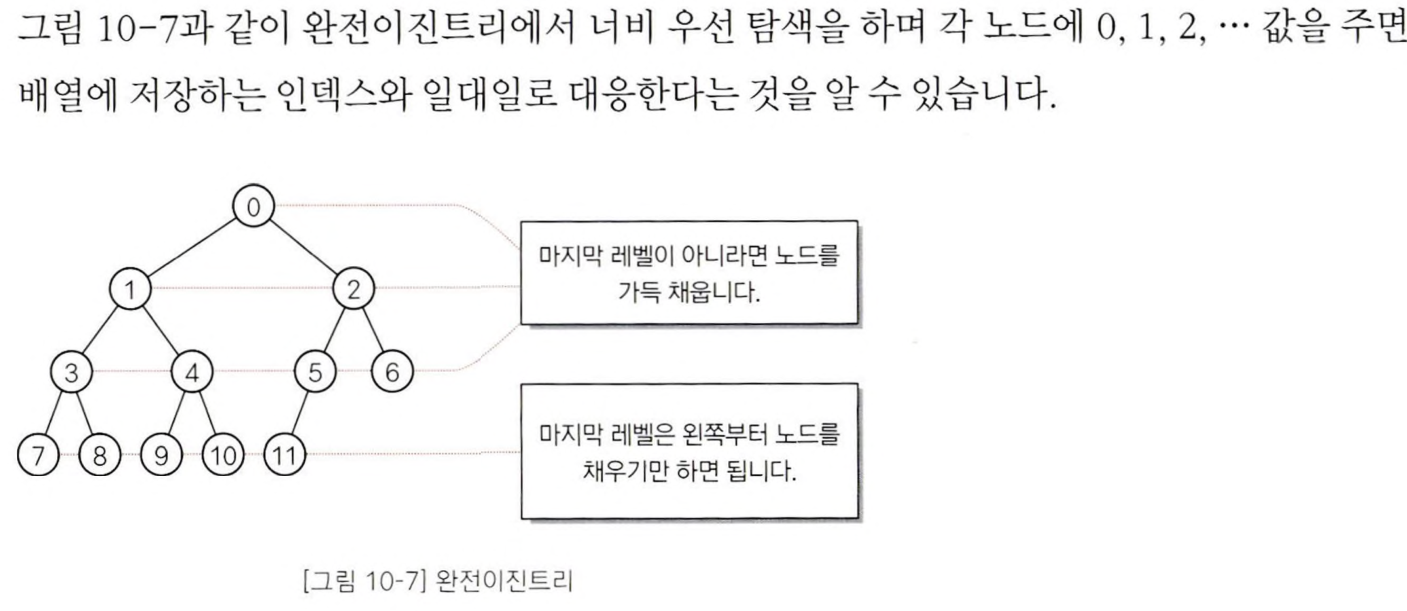 그림 10-7과 같이 완전이진트리에서 너비 우선 탐색을 하며 각 노드에 0, 1, 2, … 값을 주면
배열에 저장하는 인덱스와 일대일로 대응한다는 것을 알 수 있습니다.
0
마지막 레벨이 아니라면 노드를
가득 채웁니다.
1 2
3 4 5 6
마지막 레벨은 왼쪽부터 노드를
채우기만 하면 됩니다.
7 8 9 10 11
[그림 10-7] 완전이진트리